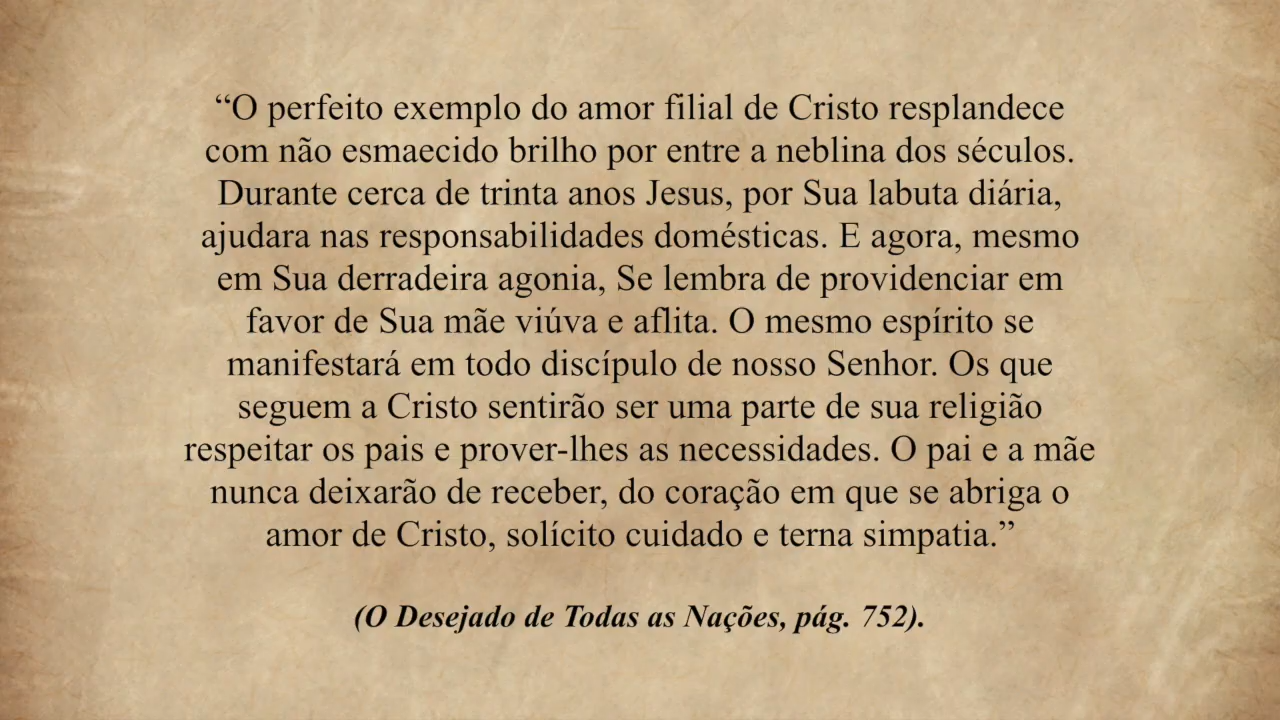 “O perfeito exemplo do amor filial de Cristo resplandece
com não esmaecido brilho por entre a neblina dos séculos.
Durante cerca de trinta anos Jesus, por Sua labuta diária,
ajudara nas responsabilidades domésticas. E agora, mesmo
em Sua derradeira agonia, Se lembra de providenciar em
favor de Sua mãe viúva e aflita. O mesmo espírito se
manifestará em todo discípulo de nosso Senhor. Os que
seguem a Cristo sentirão ser uma parte de sua religião
respeitar os pais e prover-lhes as necessidades. O pai e a mãe
nunca deixarão de receber, do coração em que se abriga o
amor de Cristo, solícito cuidado e terna simpatia.”
(O Desejado de Todas as Nações, pág. 752).